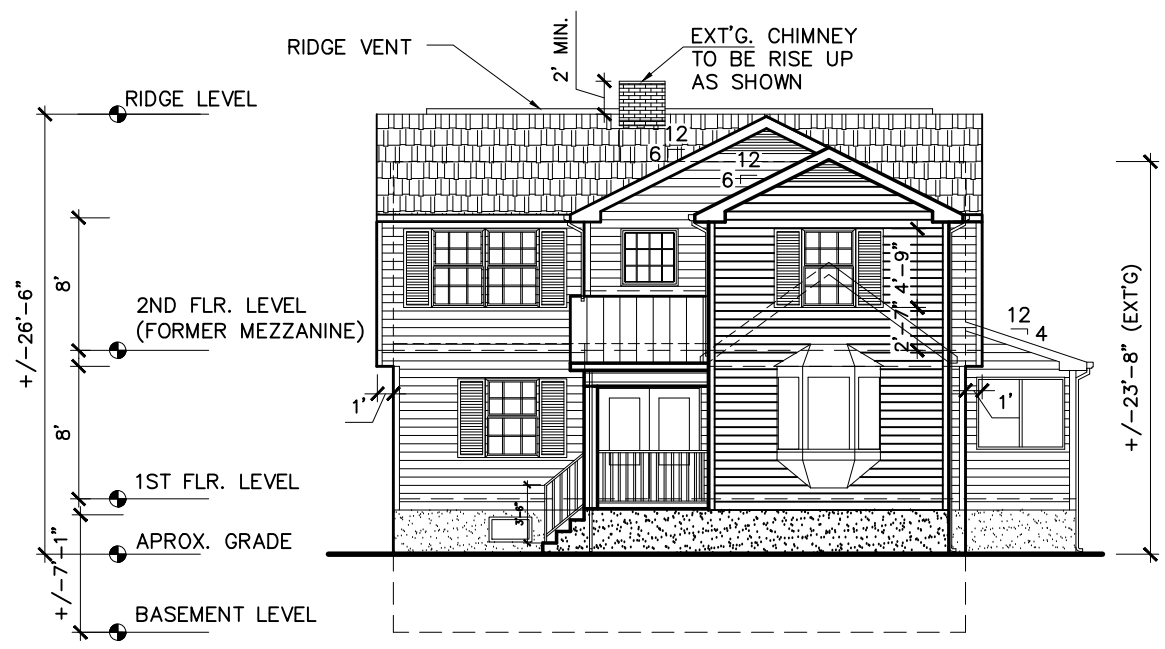 RIDGE VENT
2' MIN.
EXT'G. CHIMNEY
TO BE RISE UP
AS SHOWN
RIDGE LEVEL
12
6
12
6
8'
+/-26'-6"
2ND FLR. LEVEL
(FORMER MEZZANINE)
4'-9"
2'-7"
12
4
+/-23'-8" (EXT'G)
1'
1'
8'
1ST FLR. LEVEL
3'-6"
APROX. GRADE
+/-7'-1"
BASEMENT LEVEL